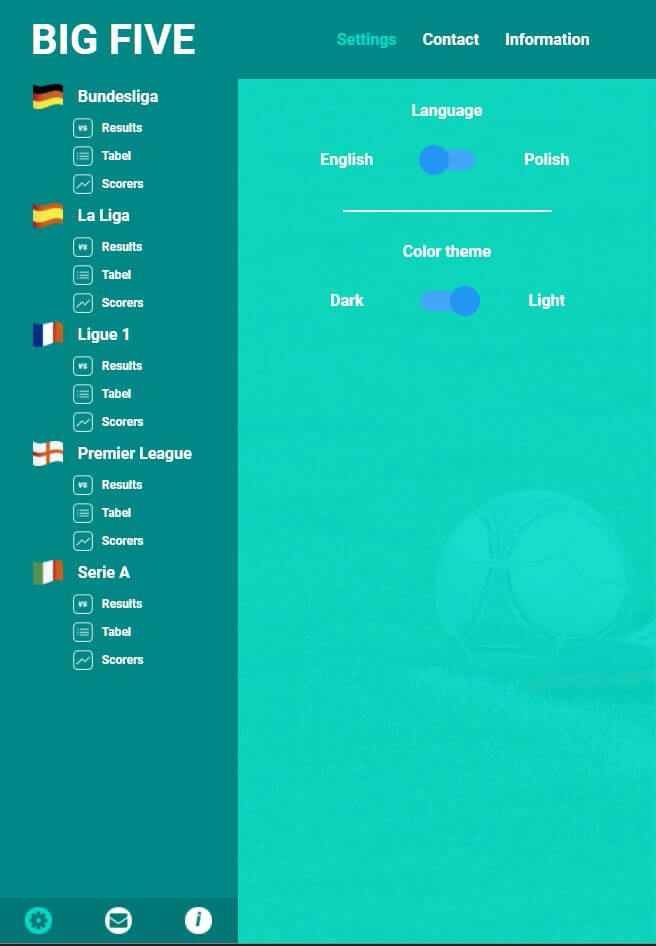 BIG FIVE
Settings Contact Information
Bundesliga
vs Results
Tabel
Scorers
La Liga
vs Results
Tabel
Scorers
Ligue 1
vs Results
Tabel
Scorers
Premier League
vs Results
Tabel
Scorers
Serie A
vs Results
Tabel
Scorers
Language
English Polish
Color theme
Dark Light
i